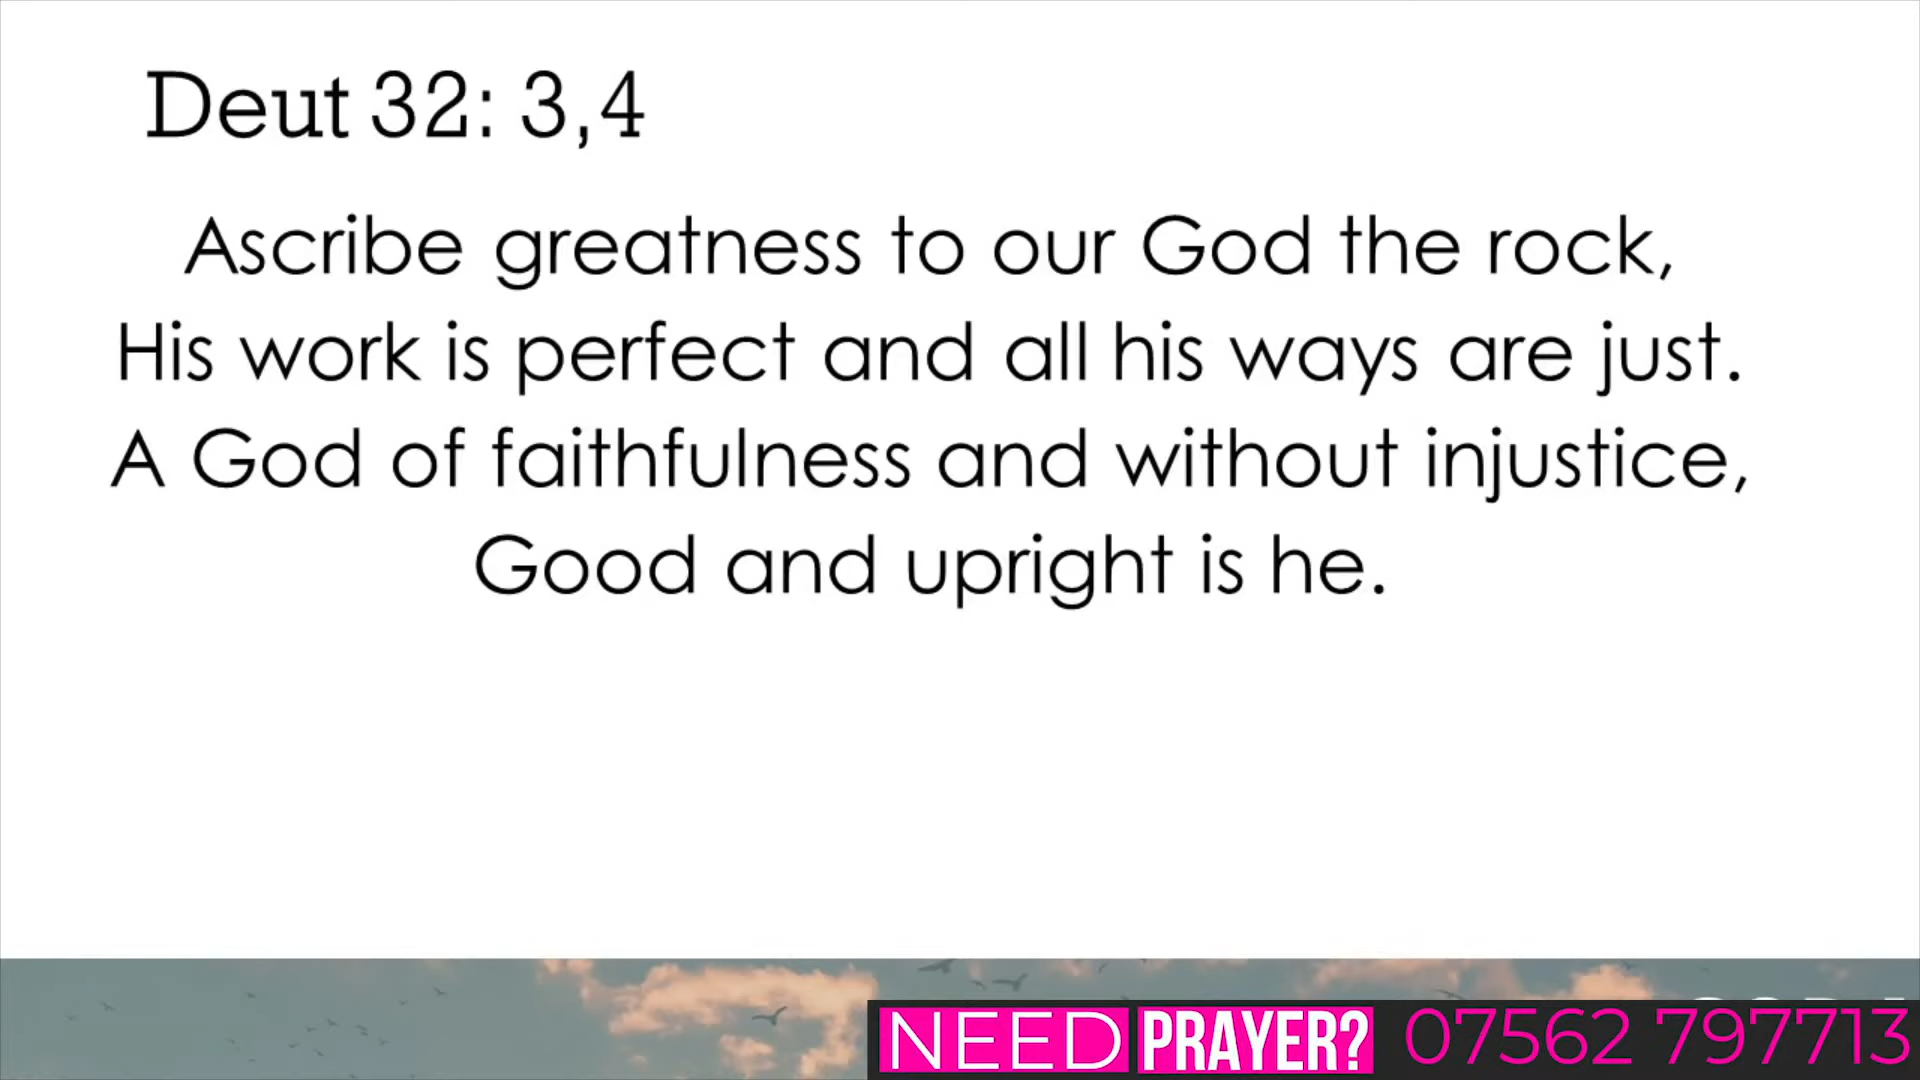 Deut 32: 3,4
Ascribe greatness to our God the rock,
His work is perfect and all his ways are just.
A God of faithfulness and without injustice,
Good and upright is he.
NEED PRAYER? 07562 797713